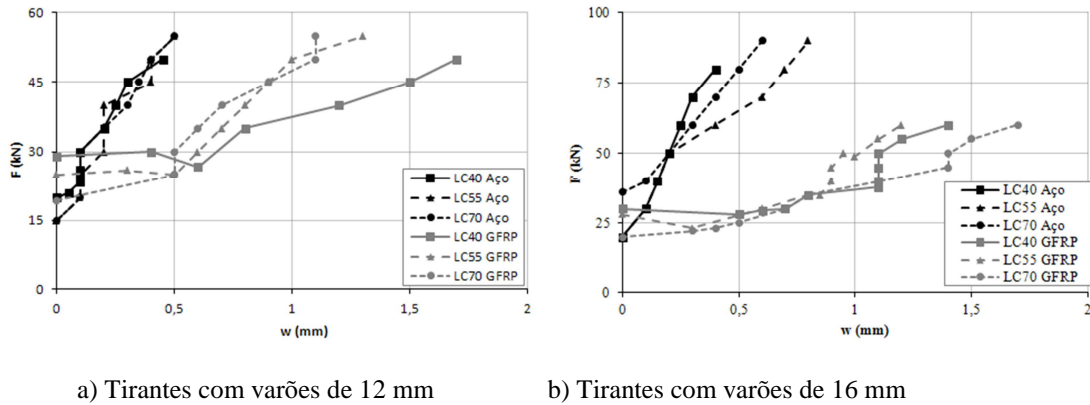 60
45
30
15
0
F (kN)
0
0,5
1
1,5
2
w (mm)
LC40 Aço
LC55 Aço
LC70 Aço
LC40 GFRP
LC55 GFRP
LC70 GFRP
100
75
50
25
0
F (kN)
0
0,5
1
1,5
2
w (mm)
LC40 Aço
LC55 Aço
LC70 Aço
LC40 GFRP
LC55 GFRP
LC70 GFRP
a) Tirantes com varões de 12 mm
b) Tirantes com varões de 16 mm